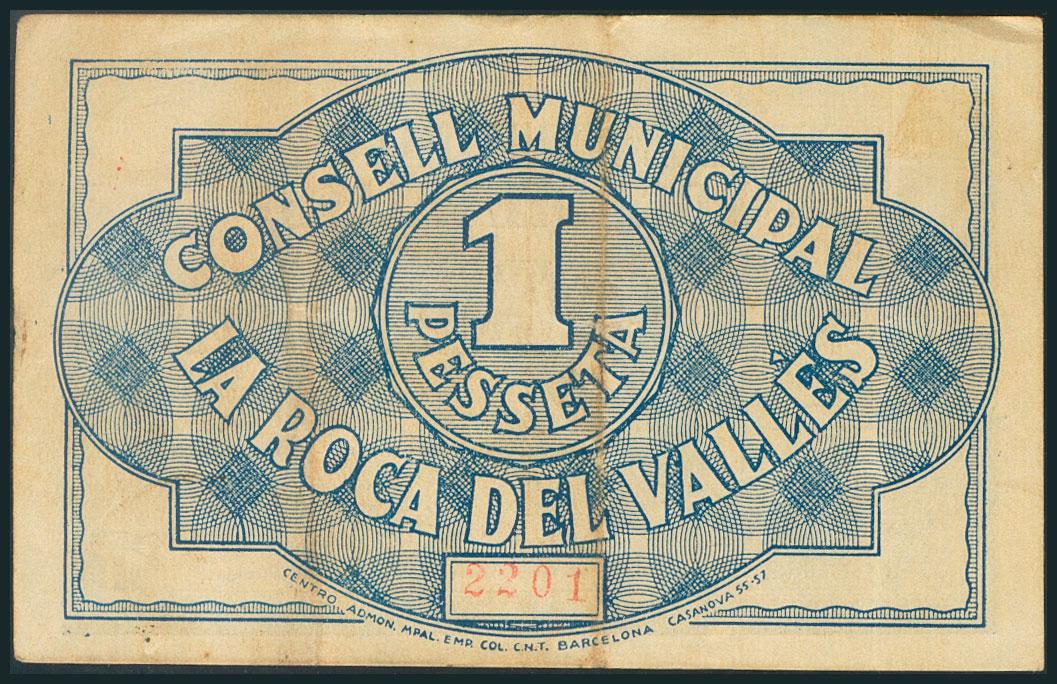 CONSELL MUNICIPAL
1
PESSETA
LA ROCA DEL VALLÈS
2201
CENTRO ADMON. MPAL. EMP. COL. C.N.T. BARCELONA CASANOVA 55-57